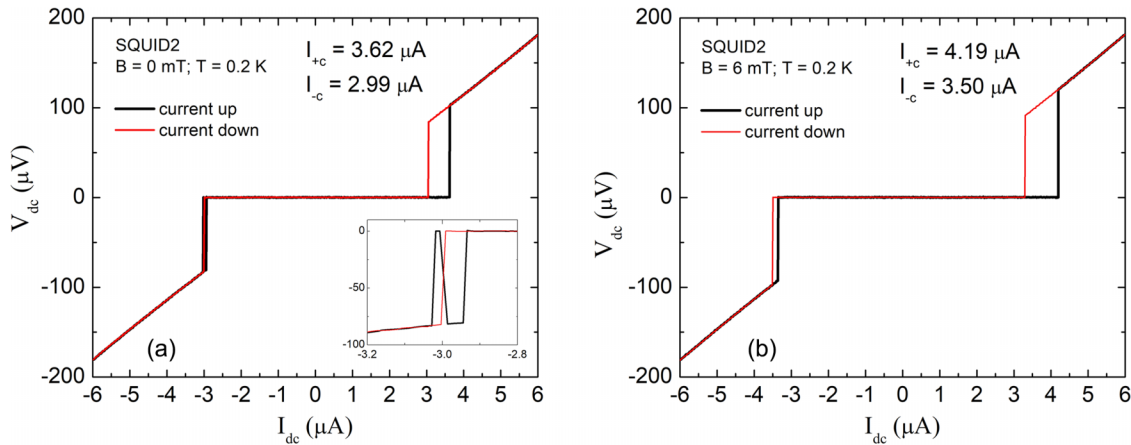 200
100
0
-100
-200
V_dc (μV)
SQUID2
B = 0 mT; T = 0.2 K
current up
current down
I_+c = 3.62 μA
I_-c = 2.99 μA
0
-50
-100
-3.2 -3.0 -2.8
(a)
-6 -5 -4 -3 -2 -1 0 1 2 3 4 5 6
I_dc (μA)
200
100
0
-100
-200
V_dc (μV)
SQUID2
B = 6 mT; T = 0.2 K
current up
current down
I_+c = 4.19 μA
I_-c = 3.50 μA
(b)
-6 -5 -4 -3 -2 -1 0 1 2 3 4 5 6
I_dc (μA)